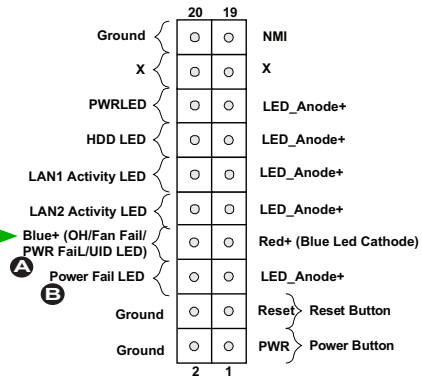 20 19
Ground NMI
X X
PWRLED LED_Anode+
HDD LED LED_Anode+
LAN1 Activity LED LED_Anode+
LAN2 Activity LED LED_Anode+
Blue+ (OH/Fan Fail/
PWR FaiL/UID LED) Red+ (Blue Led Cathode)
A
Power Fail LED LED_Anode+
B
Ground Reset Reset Button
Ground PWR Power Button
2 1